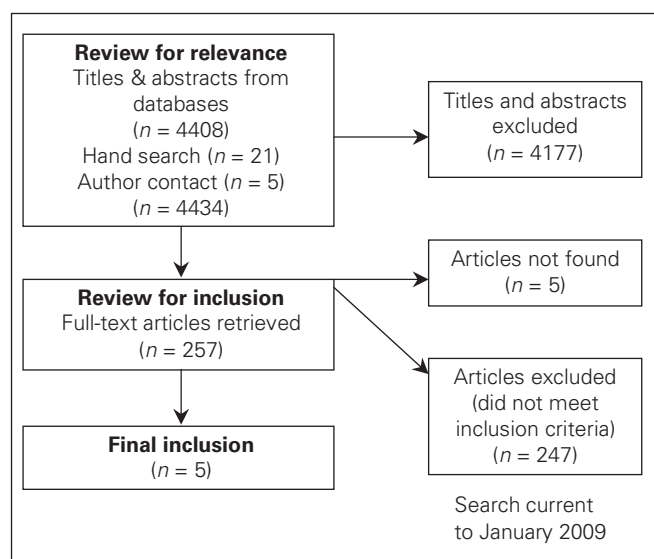 Review for relevance
Titles & abstracts from
databases
(n = 4408)
Hand search (n = 21)
Author contact (n = 5)
(n = 4434)
Titles and abstracts
excluded
(n = 4177)
Review for inclusion
Full-text articles retrieved
(n = 257)
Articles not found
(n = 5)
Articles excluded
(did not meet
inclusion criteria)
(n = 247)
Final inclusion
(n = 5)
Search current
to January 2009